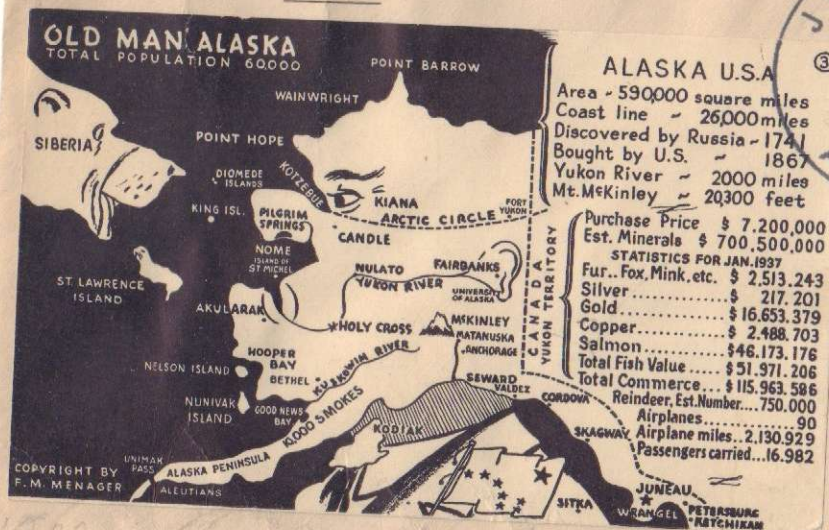 OLD MAN ALASKA
TOTAL POPULATION 60,000
POINT BARROW
WAINWRIGHT
POINT HOPE
SIBERIA
DIOMEDE
ISLANDS
KOTZEBUE
KING ISL.
PILGRIM
SPRINGS
KIANA
ARCTIC CIRCLE
FORT
YUKON
CANDLE
NOME
ISLAND OF
ST MICHEL
NULATO
YUKON RIVER
FAIRBANKS
UNIVERSITY
OF ALASKA
ST. LAWRENCE
ISLAND
AKULARAK
HOLY CROSS
McKINLEY
MATANUSKA
ANCHORAGE
HOOPER
BAY
BETHEL
KUSKOWIM RIVER
NELSON ISLAND
NUNIVAK
ISLAND
GOOD NEWS
BAY
10,000 SMOKES
SEWARD
VALDEZ
CORDOVA
KODIAK
SKAGWAY
UNIMAK
PASS
ALASKA PENINSULA
ALEUTIANS
SITKA
JUNEAU
WRANGEL
PETERSBURG
KETCHIKAN
COPYRIGHT BY
F.M. MENAGER
CANADA
YUKON TERRITORY
ALASKA U.S.A
3
Area ~ 590,000 square miles
Coast line ~ 26,000 miles
Discovered by Russia ~ 1741
Bought by U.S. ~ 1867
Yukon River ~ 2000 miles
Mt. McKinley ~ 20,300 feet
Purchase Price $ 7.200,000
Est. Minerals $ 700,500,000
STATISTICS FOR JAN.1937
Fur.. Fox, Mink, etc. $ 2,513.243
Silver............$ 217.201
Gold..............$ 16.653.379
Copper............$ 2.488.703
Salmon............$46.173.176
Total Fish Value....$ 51.971.206
Total Commerce...$ 115.963.586
Reindeer, Est.Number....750.000
Airplanes..............90
Airplane miles..2,130.929
Passengers carried...16.982